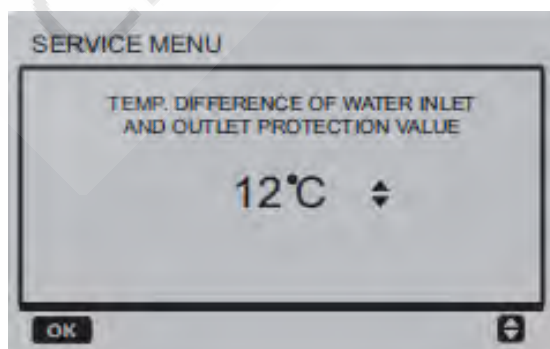 SERVICE MENU
TEMP. DIFFERENCE OF WATER INLET
AND OUTLET PROTECTION VALUE
12°C
OK